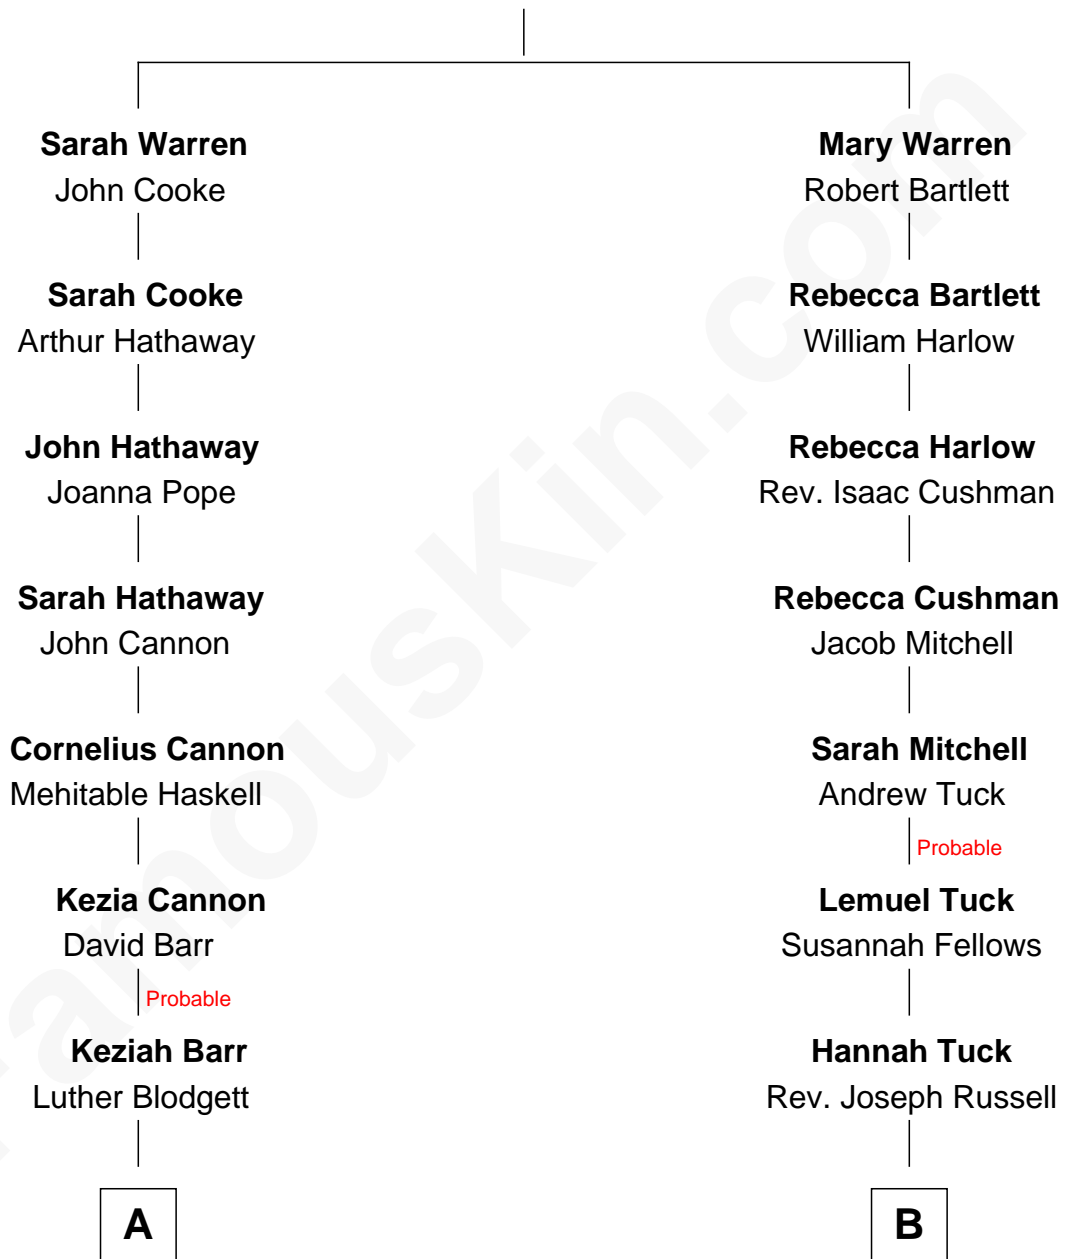 Sarah Warren
John Cooke
Sarah Cooke
Arthur Hathaway
John Hathaway
Joanna Pope
Sarah Hathaway
John Cannon
Cornelius Cannon
Mehitable Haskell
Kezia Cannon
David Barr
Probable
Keziah Barr
Luther Blodgett
A
Mary Warren
Robert Bartlett
Rebecca Bartlett
William Harlow
Rebecca Harlow
Rev. Isaac Cushman
Rebecca Cushman
Jacob Mitchell
Sarah Mitchell
Andrew Tuck
Probable
Lemuel Tuck
Susannah Fellows
Hannah Tuck
Rev. Joseph Russell
B
FamousKin.com